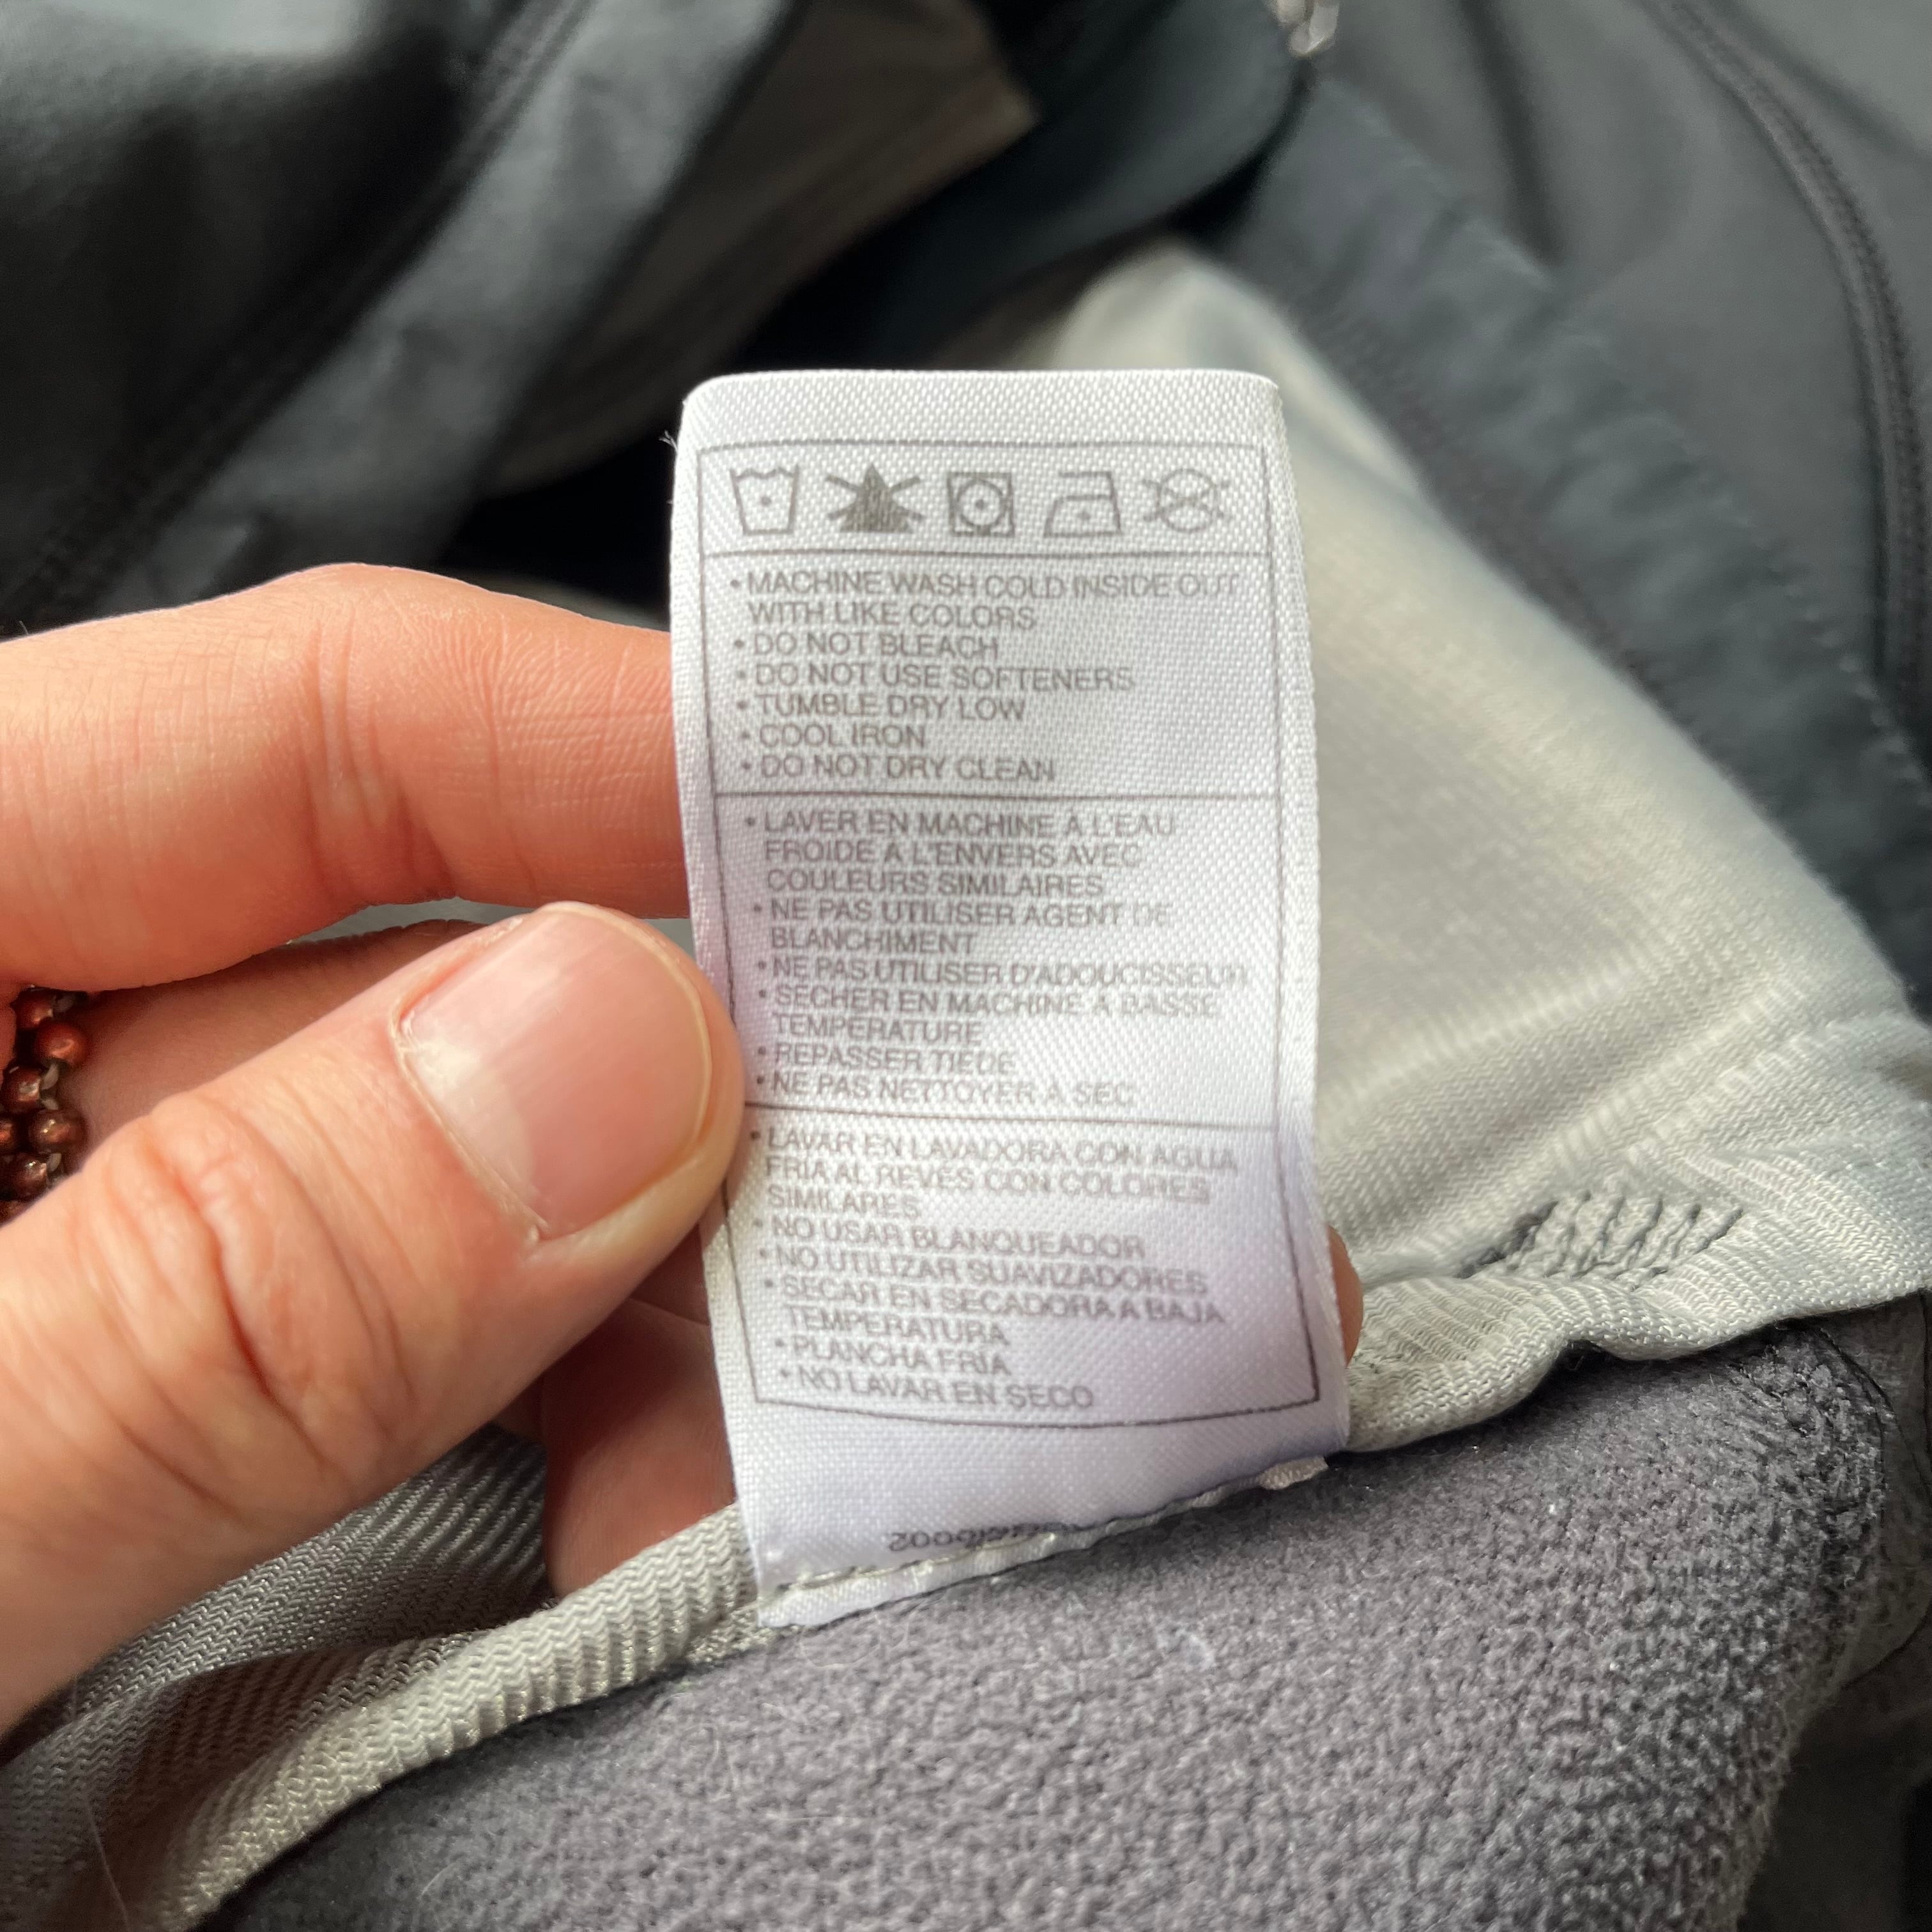 • MACHINE WASH COLD INSIDE OUT
WITH LIKE COLORS
• DO NOT BLEACH
• DO NOT USE SOFTENERS
• TUMBLE DRY LOW
• COOL IRON
• DO NOT DRY CLEAN
• LAVER EN MACHINE À L'EAU
FROIDE À L'ENVERS AVEC
COULEURS SIMILAIRES
• NE PAS UTILISER AGENT DE
BLANCHIMENT
• NE PAS UTILISER D'ADOUCISSEUR
• SECHER EN MACHINE À BASSE
TEMPERATURE
• REPASSER TIEDE
• NE PAS NETTOYER À SEC
• LAVAR EN LAVADORA CON AGUA
FRIA AL REVÉS CON COLORES
SIMILARES
• NO USAR BLANQUEADOR
• NO UTILIZAR SUAVIZADORES
• SECAR EN SECADORA A BAJA
TEMPERATURA
• PLANCHA FRÍA
• NO LAVAR EN SECO